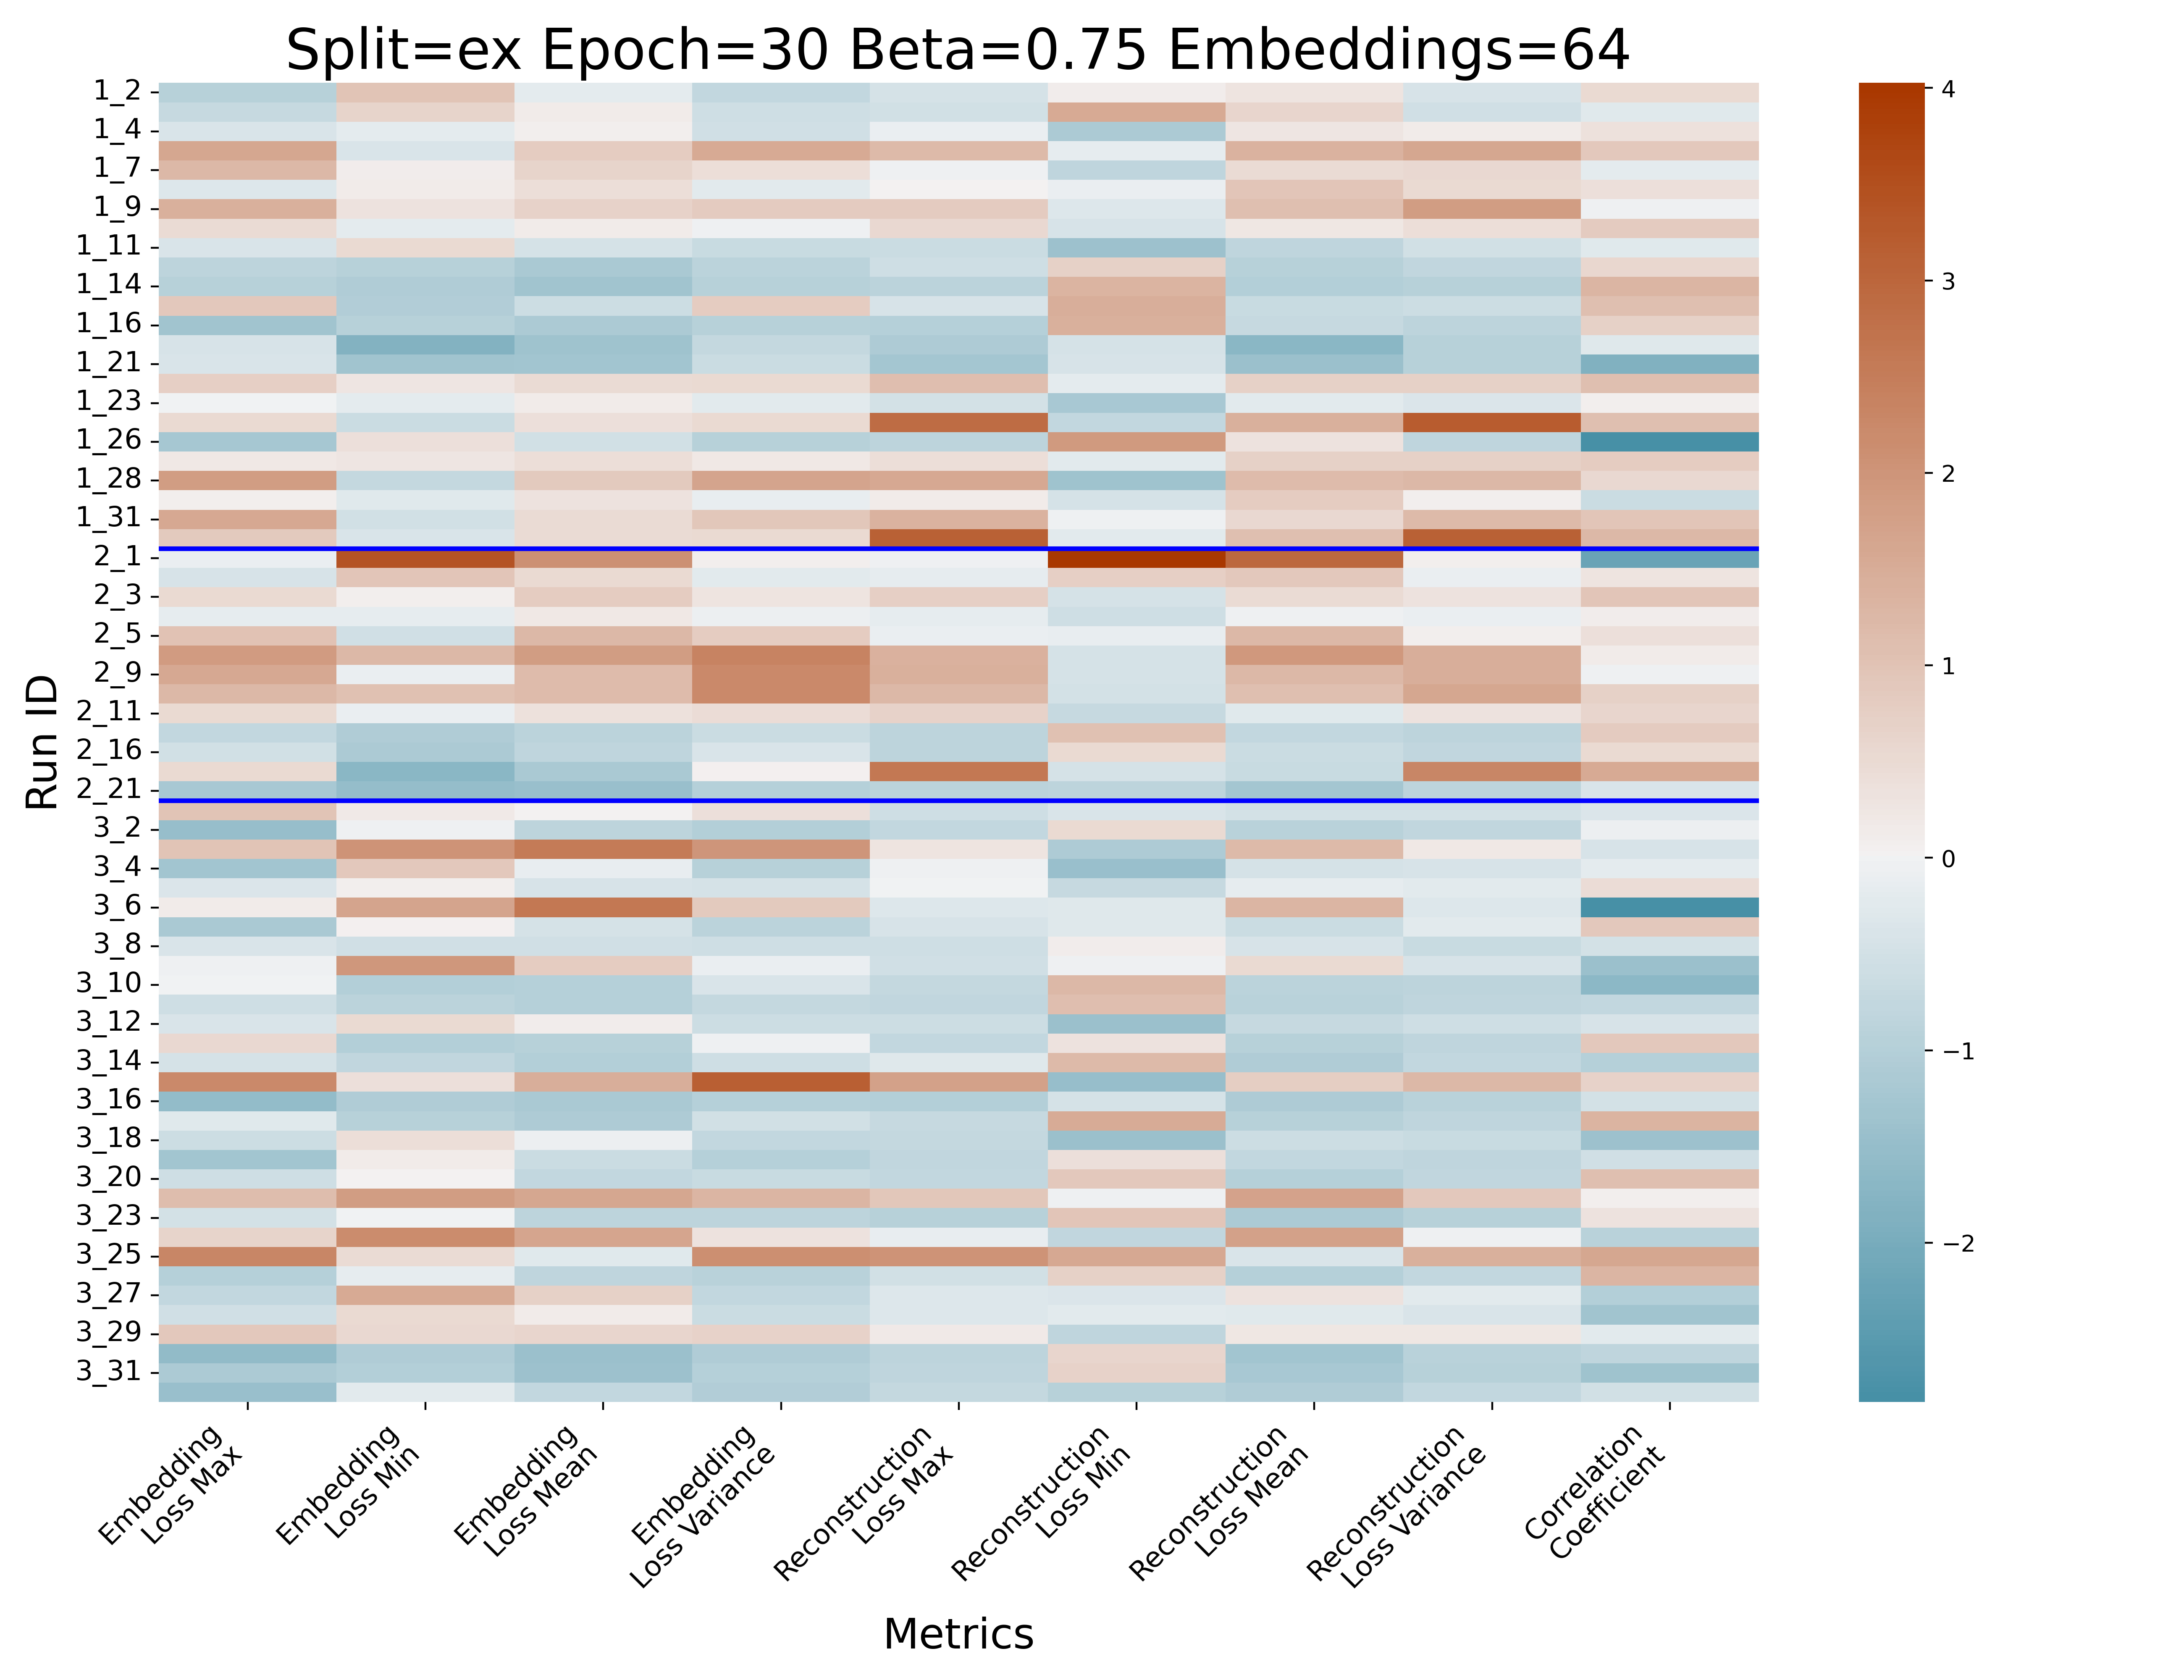 Split=ex Epoch=30 Beta=0.75 Embeddings=64
1_2
1_4
1_7
1_9
1_11
1_14
1_16
1_21
1_23
1_26
1_28
1_31
2_1
2_3
2_5
2_9
2_11
2_16
2_21
3_2
3_4
3_6
3_8
3_10
3_12
3_14
3_16
3_18
3_20
3_23
3_25
3_27
3_29
3_31
Run ID
Embedding
Loss Max
Embedding
Loss Min
Embedding
Loss Mean
Embedding
Loss Variance
Reconstruction
Loss Max
Reconstruction
Loss Min
Reconstruction
Loss Mean
Reconstruction
Loss Variance
Correlation
Coefficient
Metrics
4
3
2
1
0
−1
−2